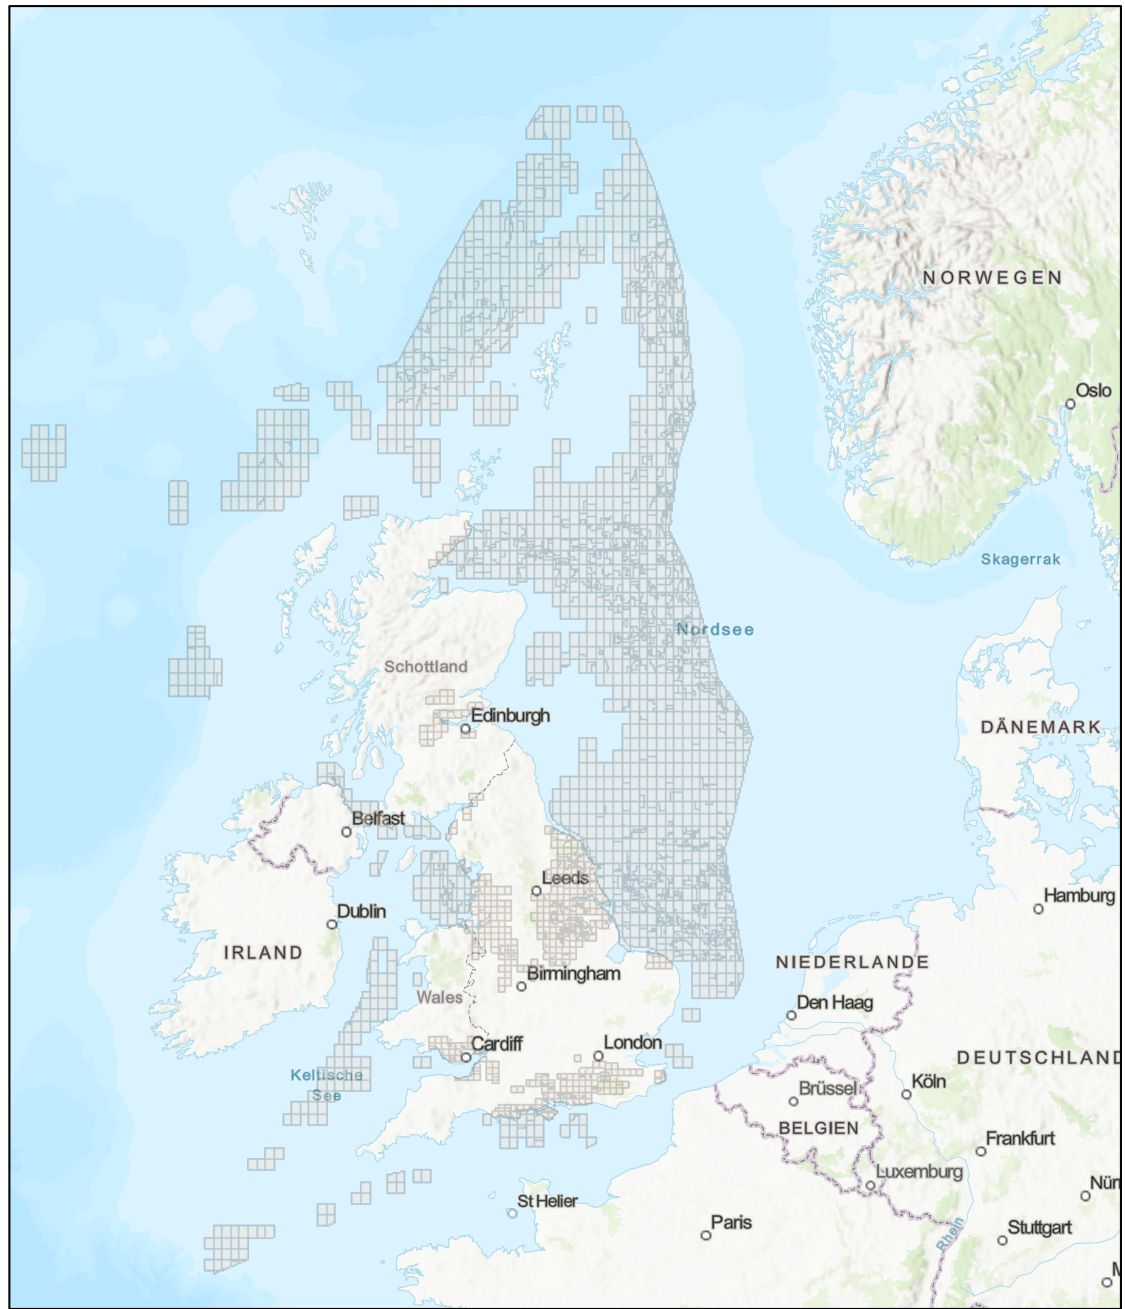 NORWEGEN
Oslo
Skagerrak
Nordsee
Schottland
Edinburgh
DÄNEMARK
Belfast
Leeds
Hamburg
Dublin
IRLAND
NIEDERLANDE
Birmingham
Wales
Den Haag
Cardiff
London
DEUTSCHLAND
Keltische
See
Brüssel
Köln
BELGIEN
Frankfurt
Luxemburg
Nür
St Helier
Paris
Stuttgart
Rhein
M